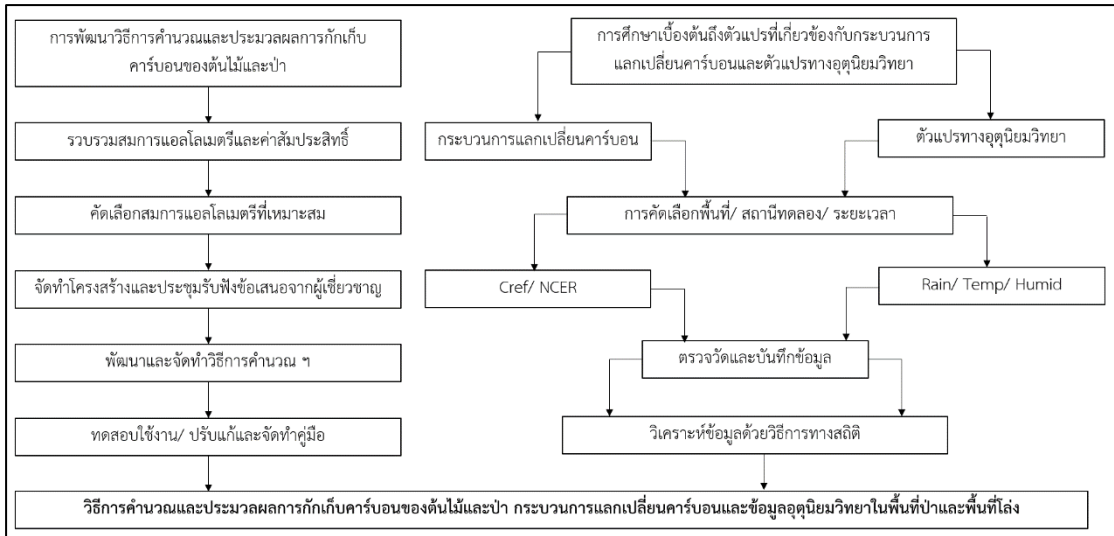 การพัฒนาวิธีการคำนวณและประมวลผลการกักเก็บ
คาร์บอนของต้นไม้และป่า
รวบรวมสมการแอลโลเมตรีและค่าสัมประสิทธิ์
คัดเลือกสมการแอลโลเมตรีที่เหมาะสม
จัดทำโครงสร้างและประชุมรับฟังข้อเสนอจากผู้เชี่ยวชาญ
พัฒนาและจัดทำวิธีการคำนวณ ฯ
ทดสอบใช้งาน/ ปรับแก้และจัดทำคู่มือ
การศึกษาเบื้องต้นถึงตัวแปรที่เกี่ยวข้องกับกระบวนการ
แลกเปลี่ยนคาร์บอนและตัวแปรทางอุตุนิยมวิทยา
กระบวนการแลกเปลี่ยนคาร์บอน
ตัวแปรทางอุตุนิยมวิทยา
การคัดเลือกพื้นที่/ สถานีทดลอง/ ระยะเวลา
Cref/ NCER
Rain/ Temp/ Humid
ตรวจวัดและบันทึกข้อมูล
วิเคราะห์ข้อมูลด้วยวิธีการทางสถิติ
วิธีการคำนวณและประมวลผลการกักเก็บคาร์บอนของต้นไม้และป่า กระบวนการแลกเปลี่ยนคาร์บอนและข้อมูลอุตุนิยมวิทยาในพื้นที่ป่าและพื้นที่โล่ง